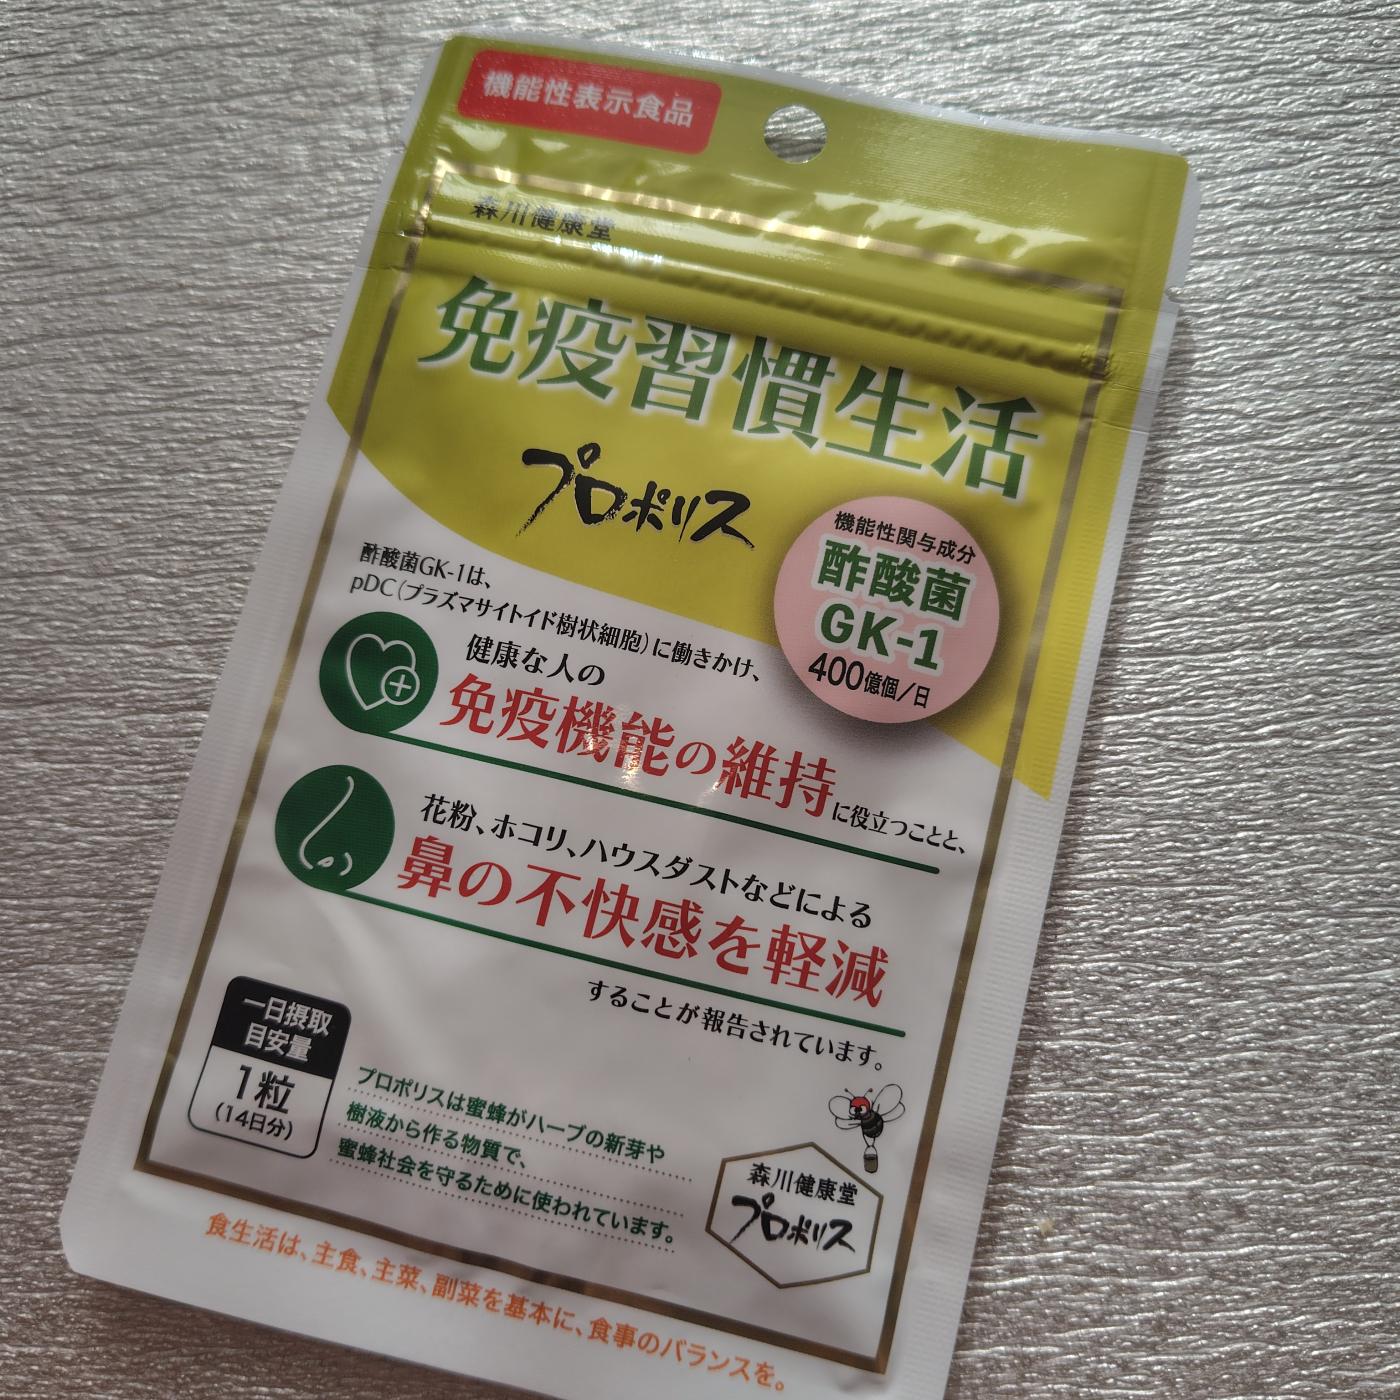 機能性表示食品
森川健康堂
免疫習慣生活
プロポリス
機能性関与成分
酢酸菌
GK-1
400億個/日
酢酸菌GK-1は、
pDC(プラズマサイトイド樹状細胞)に働きかけ、
健康な人の
免疫機能の維持に役立つことと、
花粉、ホコリ、ハウスダストなどによる
鼻の不快感を軽減
することが報告されています。
一日摂取
目安量
1粒
(14日分)
プロポリスは蜜蜂がハーブの新芽や
樹液から作る物質で、
蜜蜂社会を守るために使われています。
森川健康堂
プロポリス
食生活は、主食、主菜、副菜を基本に、食事のバランスを。